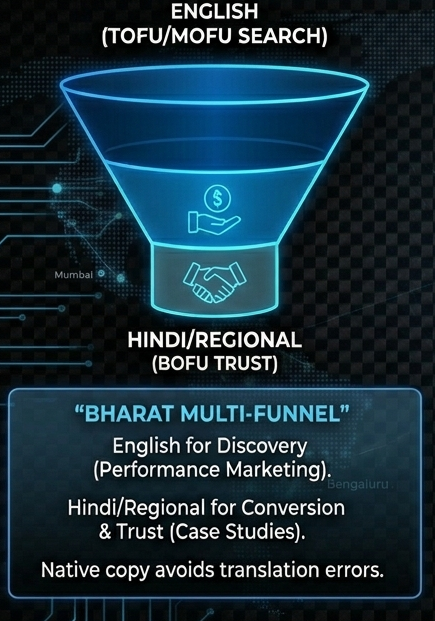 ENGLISH
(TOFU/MOFU SEARCH)
$
Mumbal
HINDI/REGIONAL
(BOFU TRUST)
“BHARAT MULTI-FUNNEL”
English for Discovery
(Performance Marketing).
Bengaluru
Hindi/Regional for Conversion
& Trust (Case Studies).
Native copy avoids translation errors.